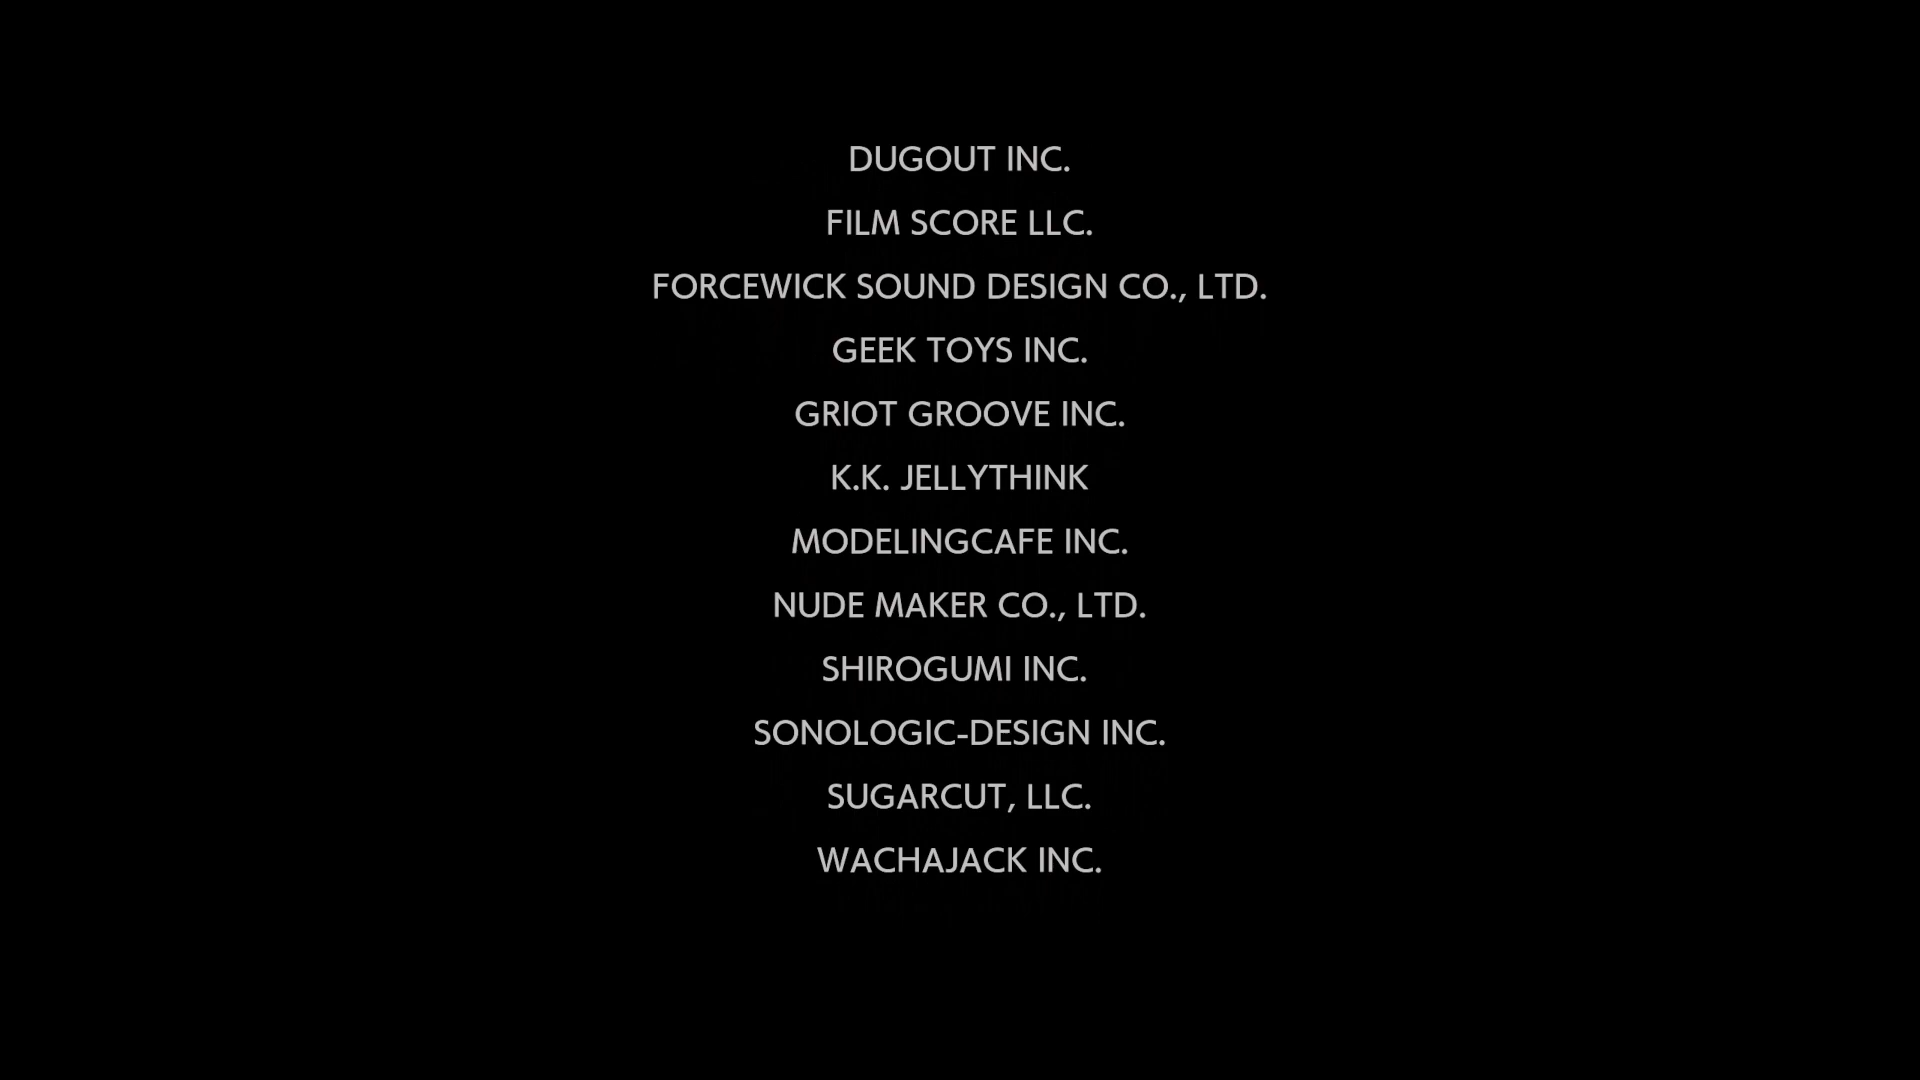 DUGOUT INC.
FILM SCORE LLC.
FORCEWICK SOUND DESIGN CO., LTD.
GEEK TOYS INC.
GRIOT GROOVE INC.
K.K. JELLYTHINK
MODELINGCAFE INC.
NUDE MAKER CO., LTD.
SHIROGUMI INC.
SONOLOGIC-DESIGN INC.
SUGARCUT, LLC.
WACHAJACK INC.